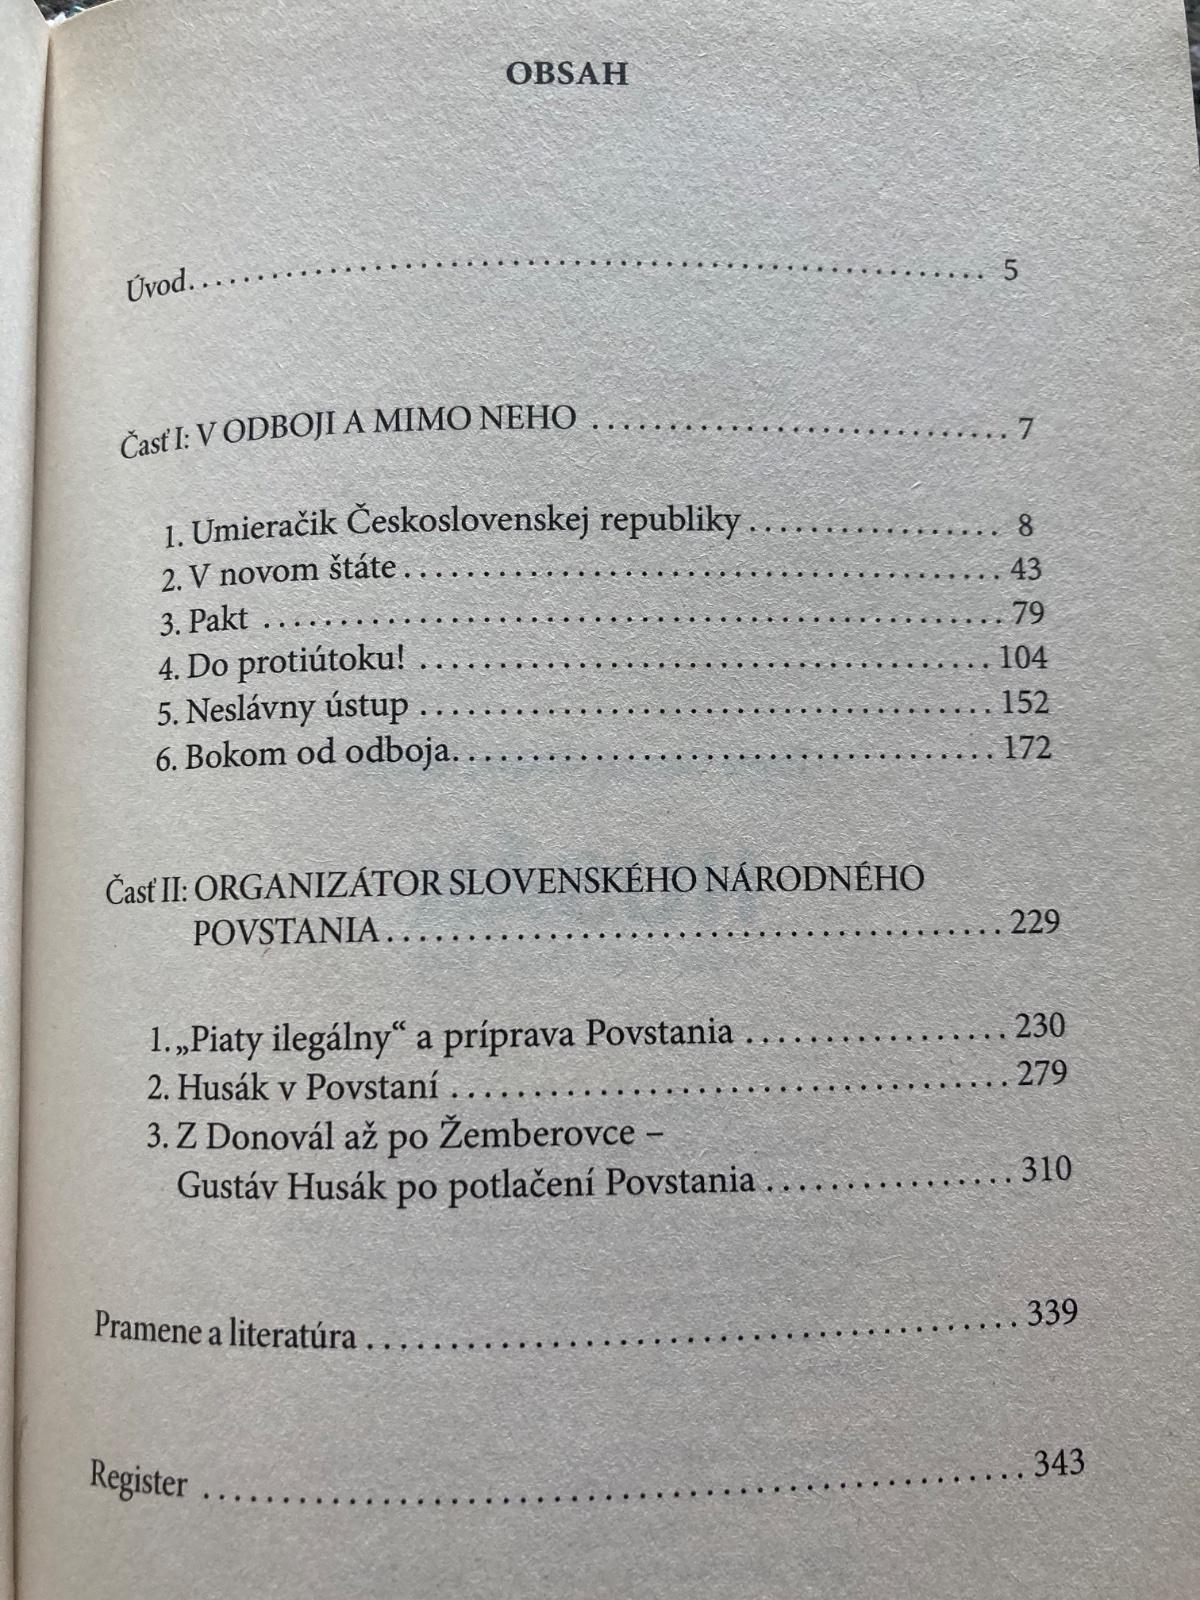 OBSAH
Úvod. . . . . . . . . . . . . . . . . . . . . . . . . . . . . . . . . . . . . . . . . . . . . . . . . . . . . . . . 5
Časť I: V ODBOJI A MIMO NEHO . . . . . . . . . . . . . . . . . . . . . . . . . . . . . 7
1. Umieračik Československej republiky . . . . . . . . . . . . . . . . . . 8
2. V novom štáte . . . . . . . . . . . . . . . . . . . . . . . . . . . . . . . . . . . . . . . . . 43
3. Pakt . . . . . . . . . . . . . . . . . . . . . . . . . . . . . . . . . . . . . . . . . . . . . . . . . . . 79
4. Do protiútoku! . . . . . . . . . . . . . . . . . . . . . . . . . . . . . . . . . . . . . . . 104
5. Neslávny ústup . . . . . . . . . . . . . . . . . . . . . . . . . . . . . . . . . . . . . . . 152
6. Bokom od odboja. . . . . . . . . . . . . . . . . . . . . . . . . . . . . . . . . . . . . 172
Časť II: ORGANIZÁTOR SLOVENSKÉHO NÁRODNÉHO
POVSTANIA . . . . . . . . . . . . . . . . . . . . . . . . . . . . . . . . . . . . . . . . . . 229
1. „Piaty ilegálny“ a príprava Povstania . . . . . . . . . . . . . . . . . . 230
2. Husák v Povstaní . . . . . . . . . . . . . . . . . . . . . . . . . . . . . . . . . . . . . 279
3. Z Donovál až po Žemberovce –
Gustáv Husák po potlačení Povstania . . . . . . . . . . . . . . . . . 310
Pramene a literatúra . . . . . . . . . . . . . . . . . . . . . . . . . . . . . . . . . . . . . . . . . . . . 339
Register . . . . . . . . . . . . . . . . . . . . . . . . . . . . . . . . . . . . . . . . . . . . . . . . . . . . . . . 343